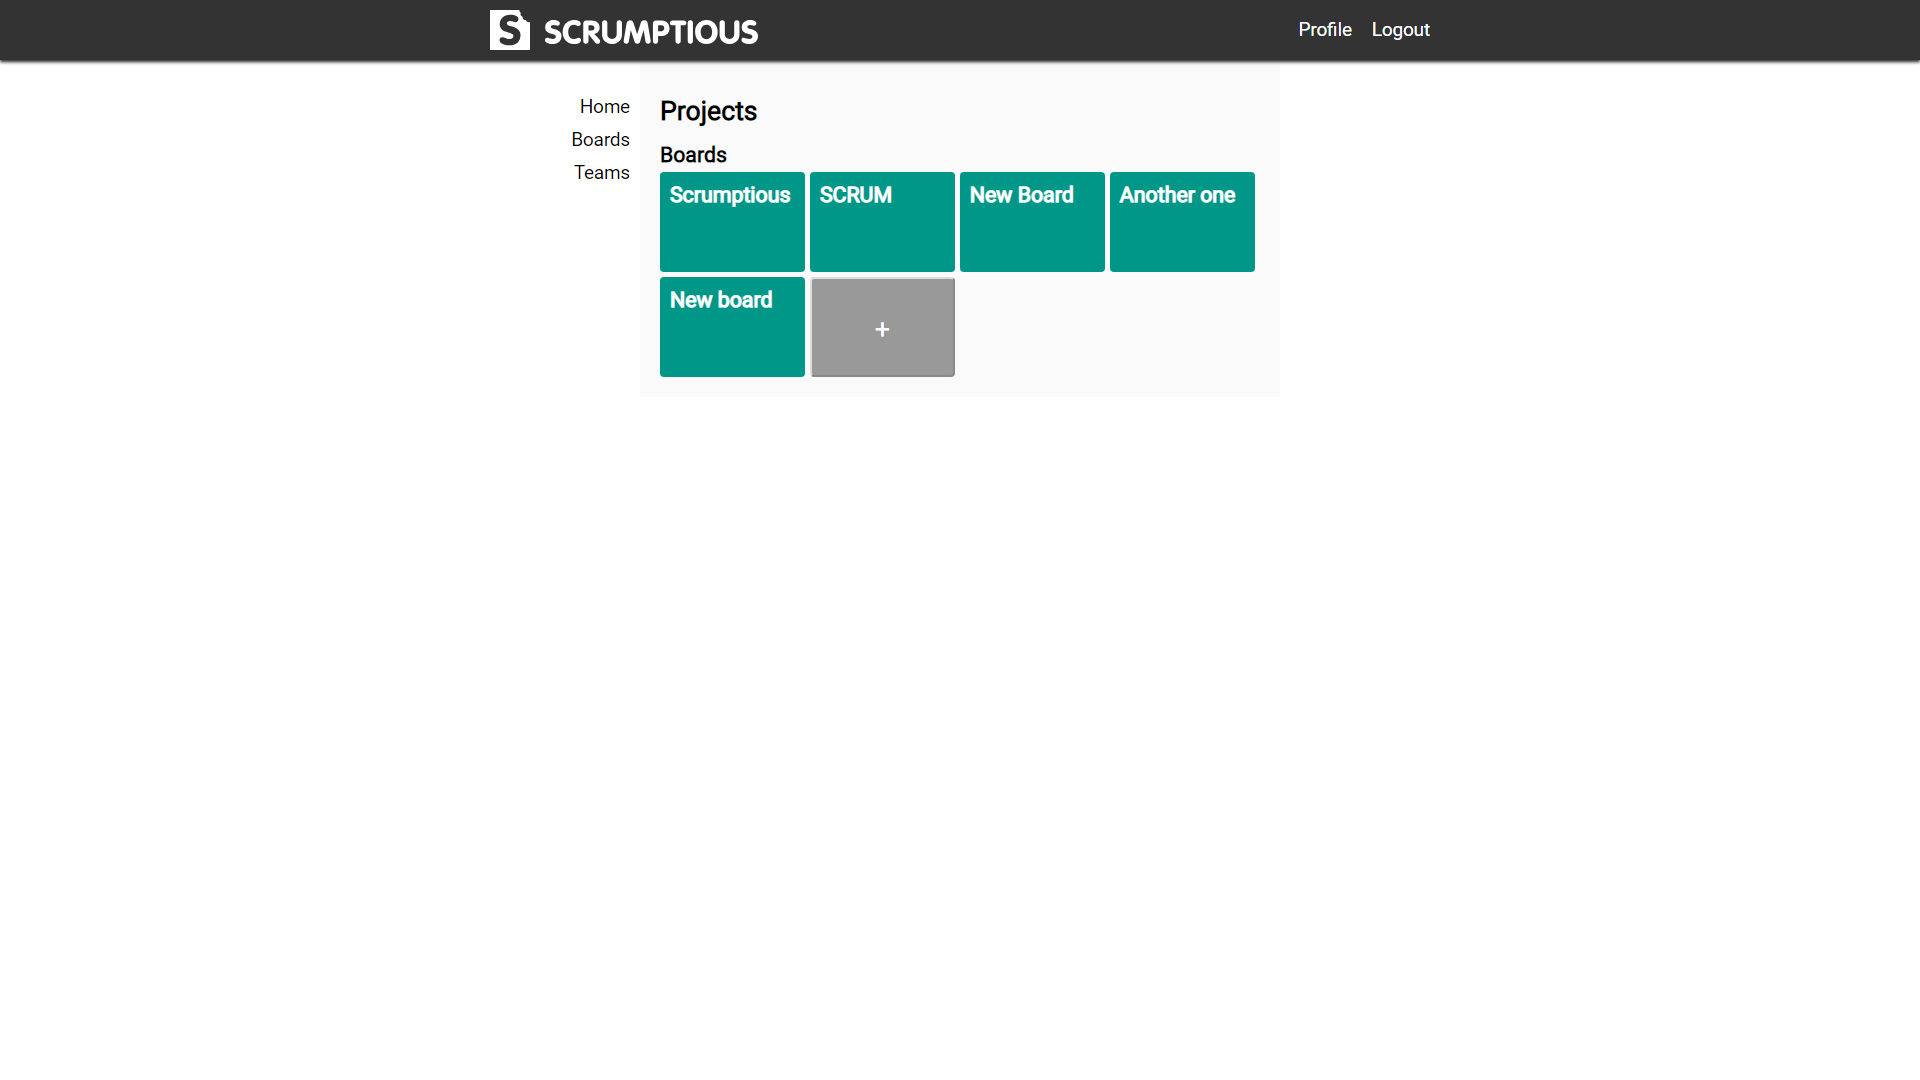 S SCRUMPTIOUS Profile Logout
Home
Boards
Teams
Projects
Boards
Scrumptious SCRUM New Board Another one
New board +